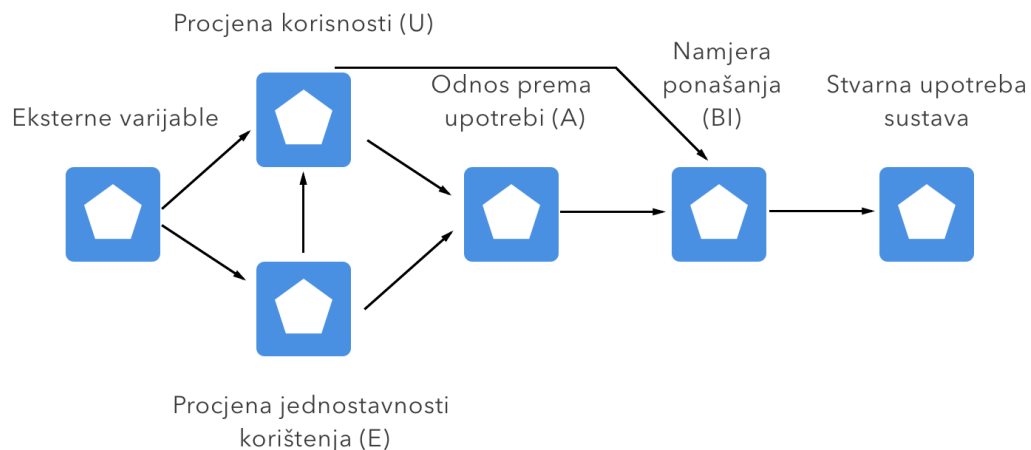 Procjena korisnosti (U)
Eksterne varijable
Odnos prema
upotrebi (A)
Namjera
ponašanja
(BI)
Stvarna upotreba
sustava
Procjena jednostavnosti
korištenja (E)